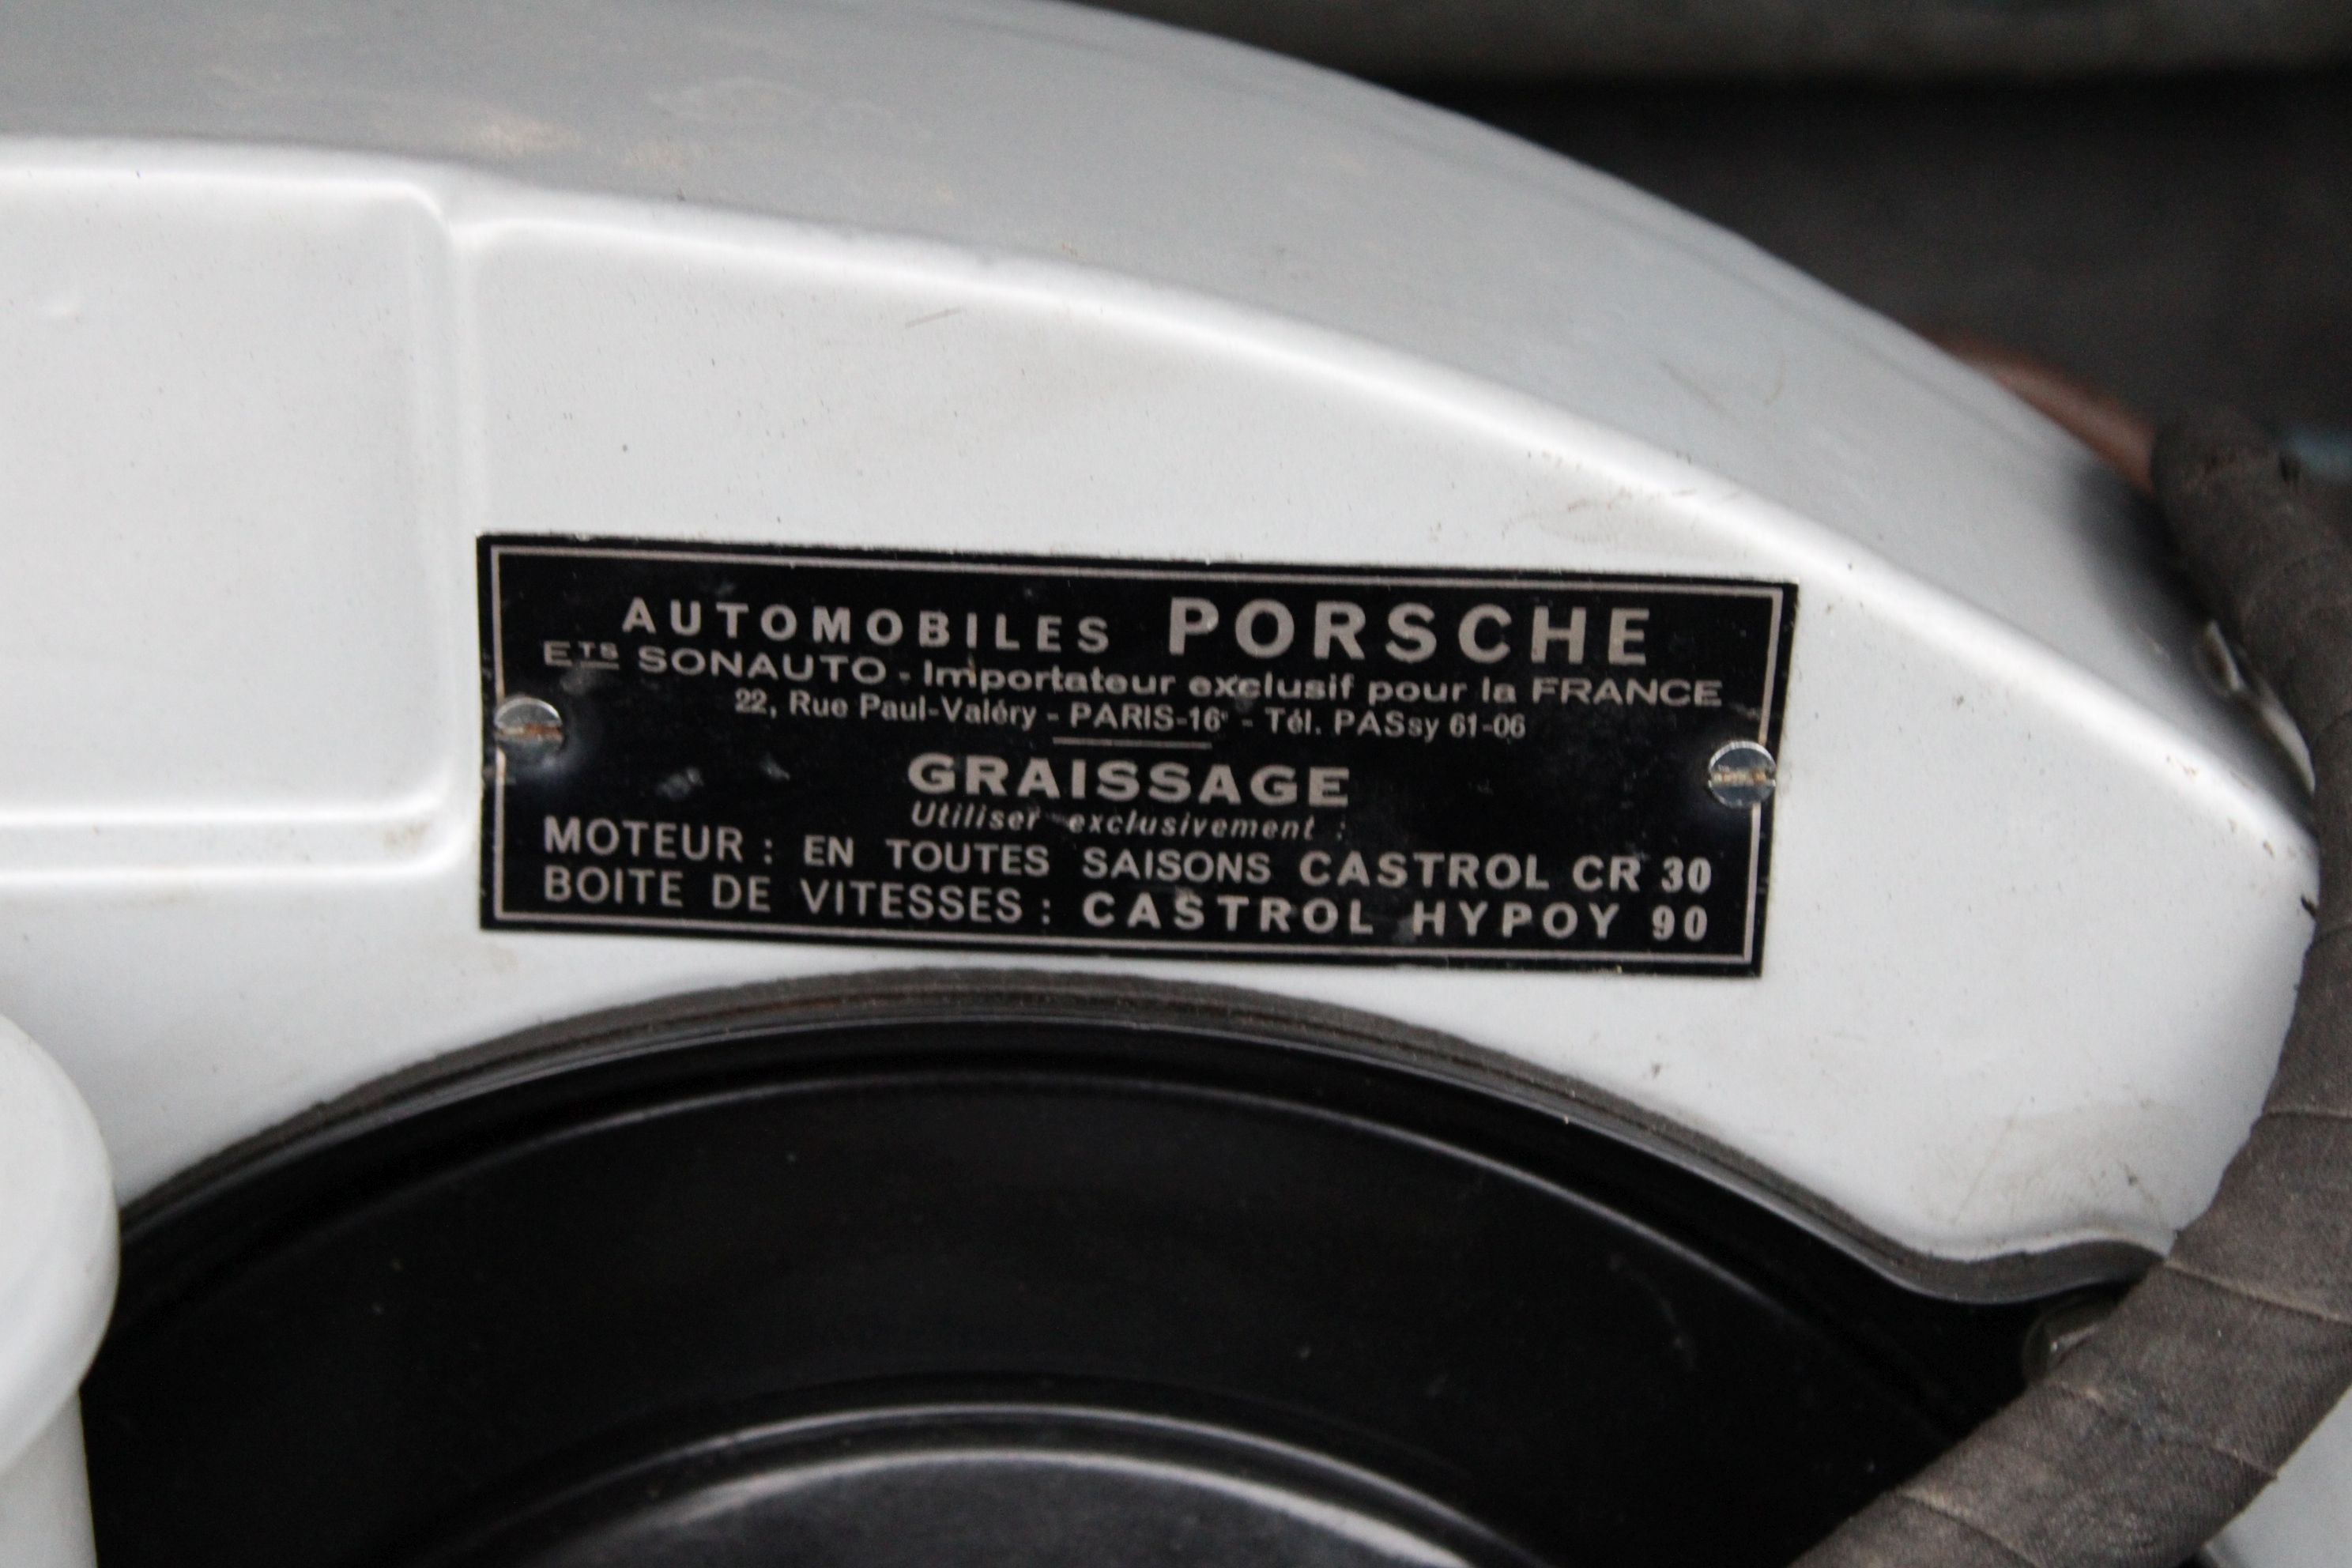 AUTOMOBILES PORSCHE
ETS SONAUTO - Importateur exclusif pour la FRANCE
22, Rue Paul-Valéry - PARIS-16e - Tél. PASsy 61-06
GRAISSAGE
Utiliser exclusivement :
MOTEUR : EN TOUTES SAISONS CASTROL CR 30
BOITE DE VITESSES : CASTROL HYPOY 90